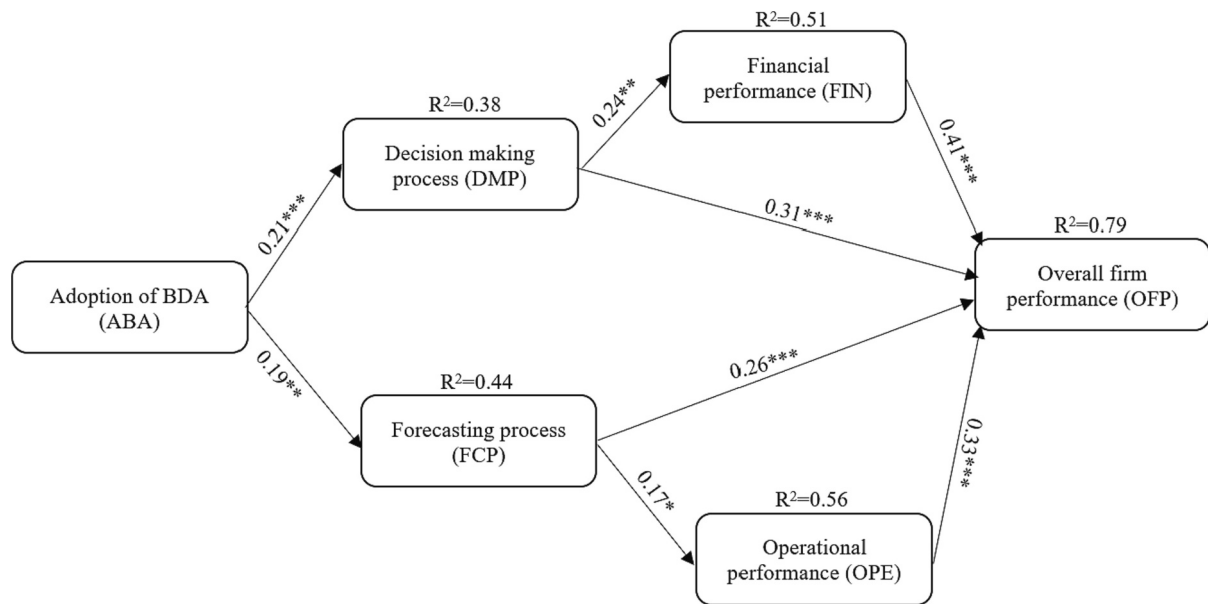 R²=0.51
Financial
performance (FIN)
R²=0.38
0.24**
Decision making
process (DMP)
0.41***
0.21***
0.31***
R²=0.79
Adoption of BDA
(ABA)
Overall firm
performance (OFP)
0.19**
R²=0.44
0.26***
Forecasting process
(FCP)
0.33***
0.17*
R²=0.56
Operational
performance (OPE)